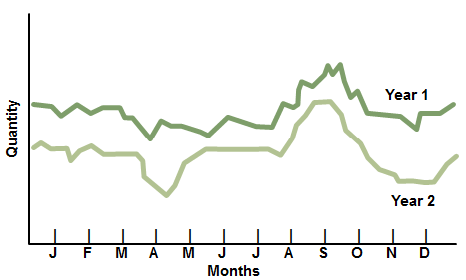 Year 1
Quantity
Year 2
J F M A M J J A S O N D
Months